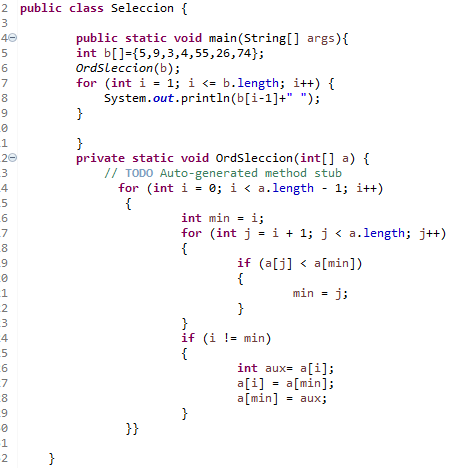 2 public class Seleccion {
3
4 public static void main(String[] args){
5 int b[]={5,9,3,4,55,26,74};
6 OrdSleccion(b);
7 for (int i = 1; i <= b.length; i++) {
8 System.out.println(b[i-1]+" ");
9 }
0
1 }
2 private static void OrdSleccion(int[] a) {
3 // TODO Auto-generated method stub
4 for (int i = 0; i < a.length - 1; i++)
5 {
6 int min = i;
7 for (int j = i + 1; j < a.length; j++)
8 {
9 if (a[j] < a[min])
0 {
1 min = j;
2 }
3 }
4 if (i != min)
5 {
6 int aux= a[i];
7 a[i] = a[min];
8 a[min] = aux;
9 }
0 }}
1
2 }